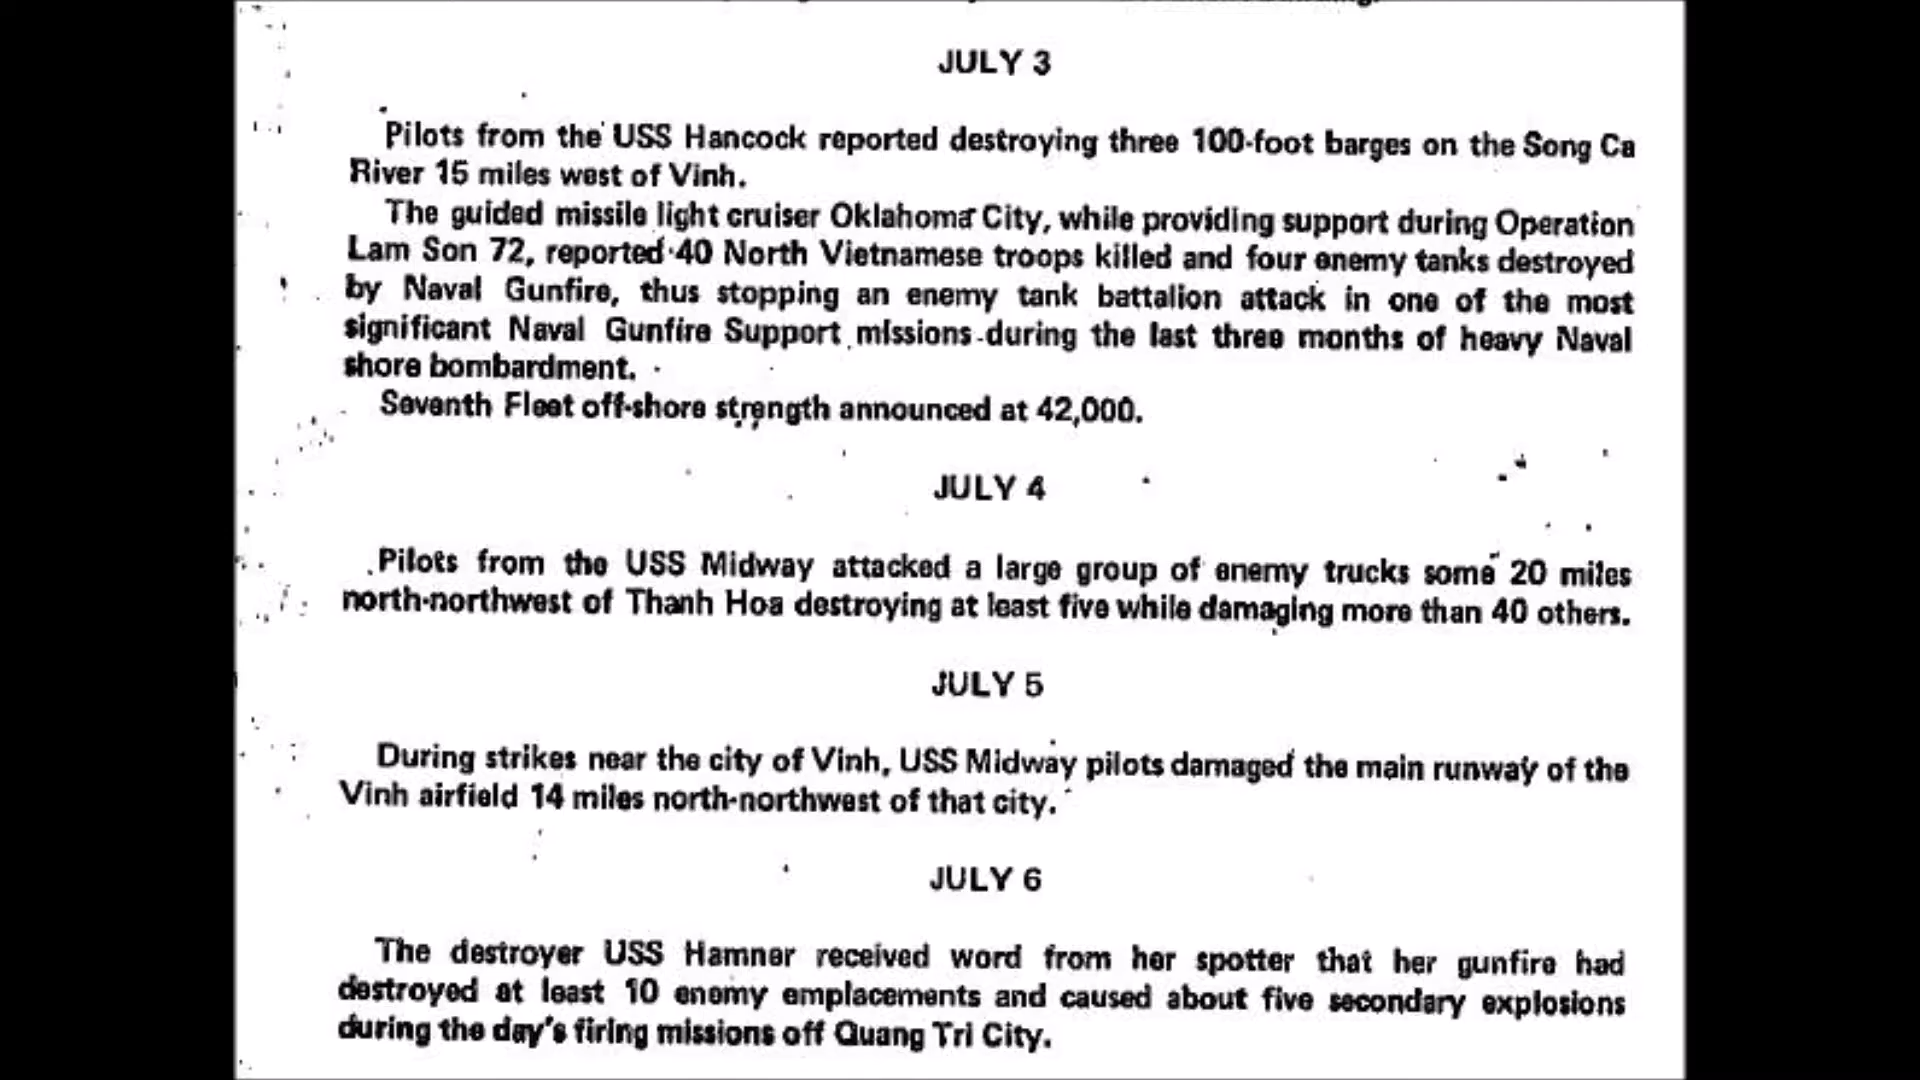 JULY 3
Pilots from the USS Hancock reported destroying three 100-foot barges on the Song Ca
River 15 miles west of Vinh.
The guided missile light cruiser Oklahoma City, while providing support during Operation
Lam Son 72, reported 40 North Vietnamese troops killed and four enemy tanks destroyed
by Naval Gunfire, thus stopping an enemy tank battalion attack in one of the most
significant Naval Gunfire Support missions during the last three months of heavy Naval
shore bombardment.
Seventh Fleet off-shore strength announced at 42,000.
JULY 4
Pilots from the USS Midway attacked a large group of enemy trucks some 20 miles
north-northwest of Thanh Hoa destroying at least five while damaging more than 40 others.
JULY 5
During strikes near the city of Vinh, USS Midway pilots damaged the main runway of the
Vinh airfield 14 miles north-northwest of that city.
JULY 6
The destroyer USS Hamner received word from her spotter that her gunfire had
destroyed at least 10 enemy emplacements and caused about five secondary explosions
during the day's firing missions off Quang Tri City.